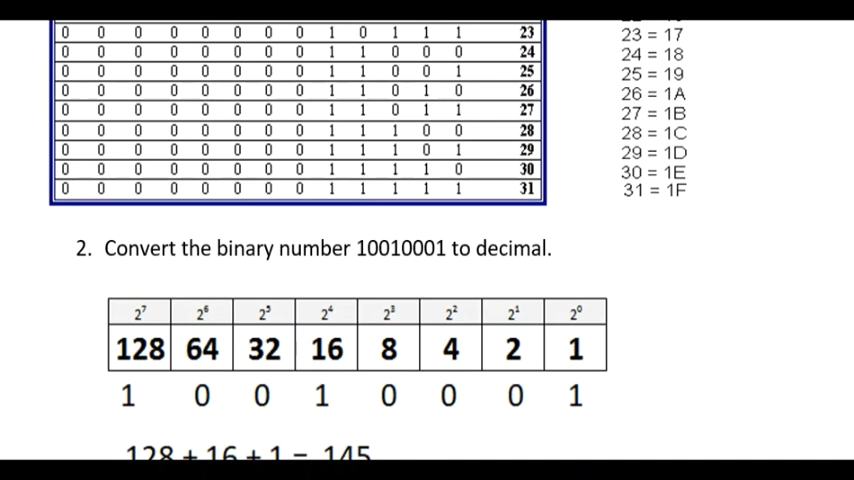 0 0 0 0 0 0 0 0 1 0 1 1 1 23
0 0 0 0 0 0 0 0 1 1 0 0 0 24
0 0 0 0 0 0 0 0 1 1 0 0 1 25
0 0 0 0 0 0 0 0 1 1 0 1 0 26
0 0 0 0 0 0 0 0 1 1 0 1 1 27
0 0 0 0 0 0 0 0 1 1 1 0 0 28
0 0 0 0 0 0 0 0 1 1 1 0 1 29
0 0 0 0 0 0 0 0 1 1 1 1 0 30
0 0 0 0 0 0 0 0 1 1 1 1 1 31
23 = 17
24 = 18
25 = 19
26 = 1A
27 = 1B
28 = 1C
29 = 1D
30 = 1E
31 = 1F
2. Convert the binary number 10010001 to decimal.
2⁷ 2⁶ 2⁵ 2⁴ 2³ 2² 2¹ 2⁰
128 64 32 16 8 4 2 1
1 0 0 1 0 0 0 1
128 + 16 + 1 = 145